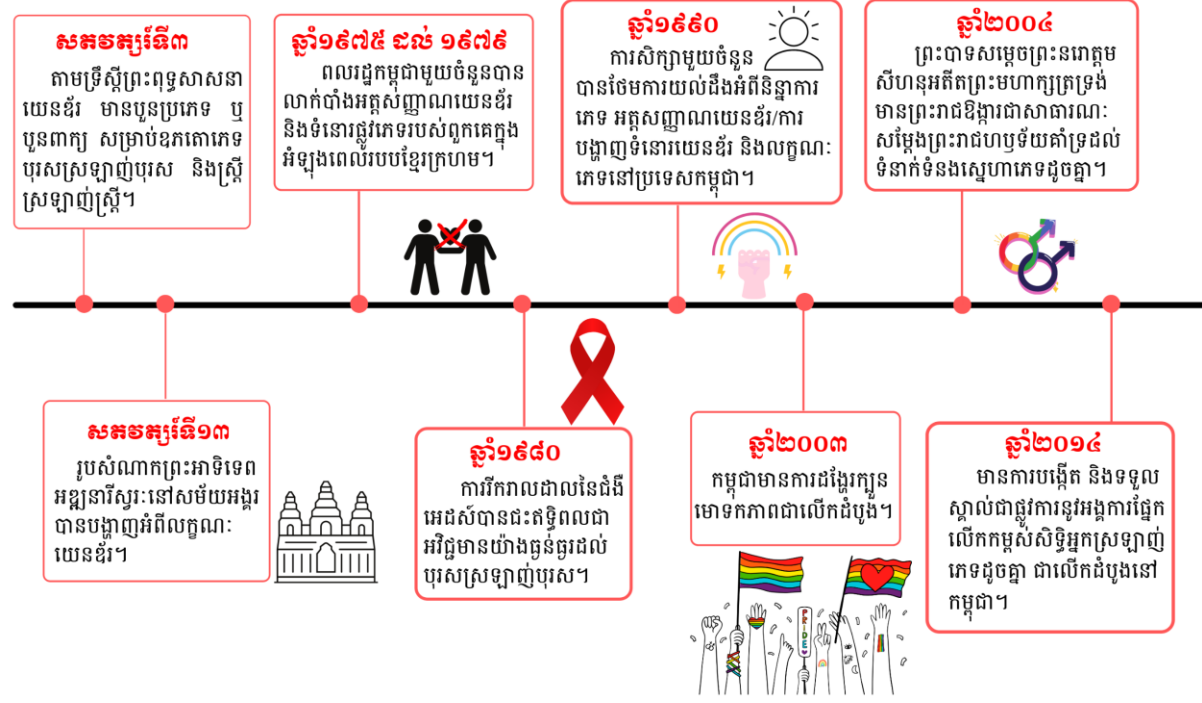 សតវត្សរ៍ទី៣
តាមទ្រឹស្តីព្រះពុទ្ធសាសនា
យេនឌ័រ មានបួនប្រភេទ ឬ
បួនពាក្យ សម្រាប់ឧភតោភេទ
បុរសស្រឡាញ់បុរស និងស្ត្រី
ស្រឡាញ់ស្ត្រី។
ឆ្នាំ១៩៧៥ ដល់ ១៩៧៩
ពលរដ្ឋកម្ពុជាមួយចំនួនបាន
លាក់បាំងអត្តសញ្ញាណយេនឌ័រ
និងទំនោរផ្លូវភេទរបស់ពួកគេក្នុង
អំឡុងពេលរបបខ្មែរក្រហម។
ឆ្នាំ១៩៩០
ការសិក្សាមួយចំនួន
បានថែមការយល់ដឹងអំពីនិន្នាការ
ភេទ អត្តសញ្ញាណយេនឌ័រ/ការ
បង្ហាញទំនោរយេនឌ័រ និងលក្ខណៈ
ភេទនៅប្រទេសកម្ពុជា។
ឆ្នាំ២០០៤
ព្រះបាទសម្តេចព្រះនរោត្តម
សីហនុអតីតព្រះមហាក្សត្រទ្រង់
មានព្រះរាជឱង្ការជាសាធារណៈ
សម្តែងព្រះរាជហឫទ័យគាំទ្រដល់
ទំនាក់ទំនងស្នេហាភេទដូចគ្នា។
សតវត្សរ៍ទី១៣
រូបសំណាកព្រះអាទិទេព
អឌ្ឍនារីស្វរៈនៅសម័យអង្គរ
បានបង្ហាញអំពីលក្ខណៈ
យេនឌ័រ។
ឆ្នាំ១៩៨០
ការរីករាលដាលនៃជំងឺ
អេដស៍បានជះឥទ្ធិពលជា
អវិជ្ជមានយ៉ាងធ្ងន់ធ្ងរដល់
បុរសស្រឡាញ់បុរស។
ឆ្នាំ២០០៣
កម្ពុជាមានការដង្ហែរក្បួន
មោទកភាពជាលើកដំបូង។
PRIDE
ឆ្នាំ២០១៤
មានការបង្កើត និងទទួល
ស្គាល់ជាផ្លូវការនូវអង្គការផ្នែក
លើកកម្ពស់សិទ្ធិអ្នកស្រឡាញ់
ភេទដូចគ្នា ជាលើកដំបូងនៅ
កម្ពុជា។